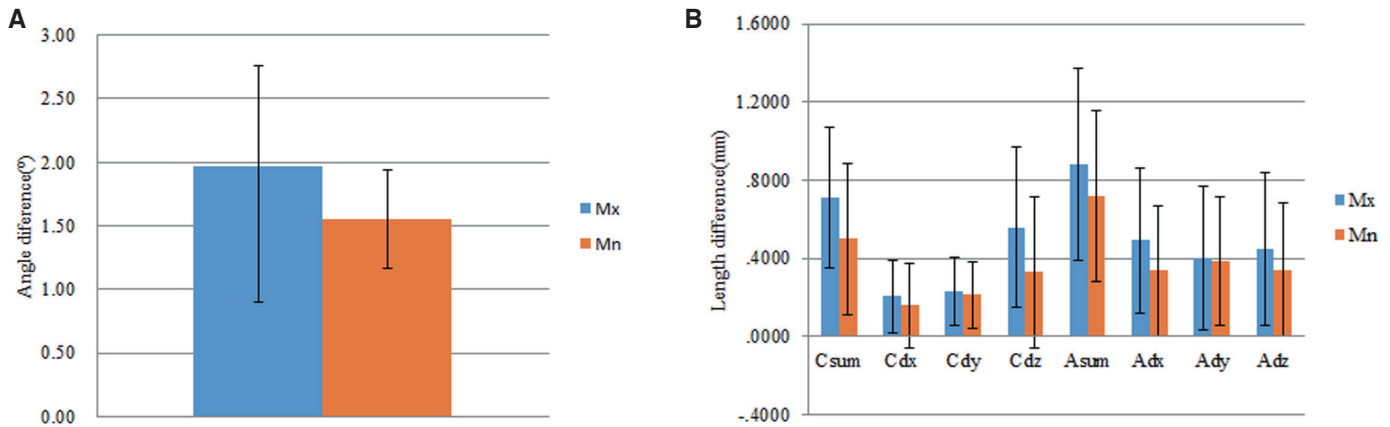 A
3.00
2.50
2.00
1.50
1.00
0.50
0.00
Angle diference(º)
Mx
Mn
B
1.6000
1.2000
.8000
.4000
.0000
-.4000
Length difference(mm)
Csum Cdx Cdy Cdz Asum Adx Ady Adz
Mx
Mn